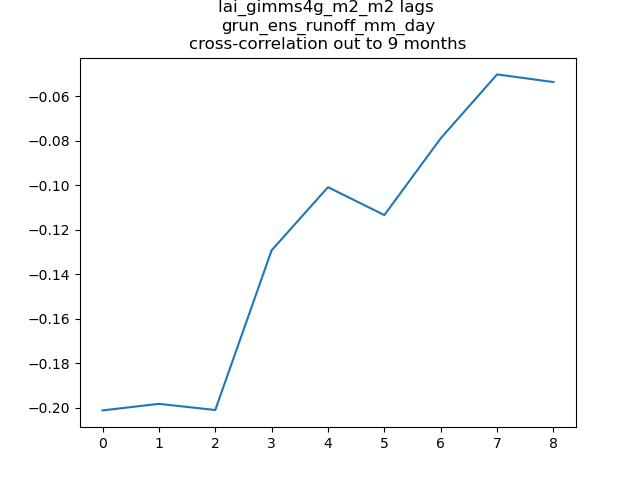 lai_gimms4g_m2_m2 lags
grun_ens_runoff_mm_day
cross-correlation out to 9 months
−0.06
−0.08
−0.10
−0.12
−0.14
−0.16
−0.18
−0.20
0 1 2 3 4 5 6 7 8